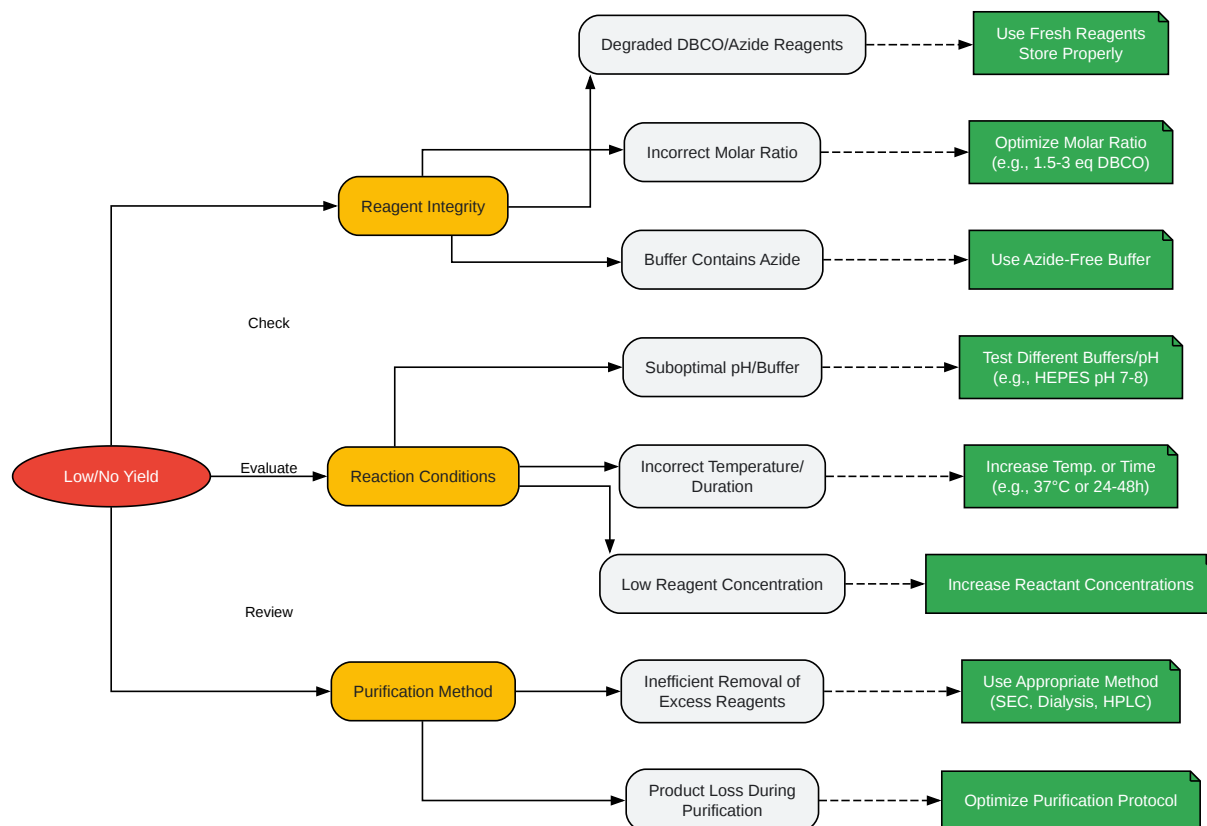 Degraded DBCO/Azide Reagents
Use Fresh Reagents
Store Properly
Incorrect Molar Ratio
Optimize Molar Ratio
(e.g., 1.5-3 eq DBCO)
Reagent Integrity
Buffer Contains Azide
Use Azide-Free Buffer
Check
Suboptimal pH/Buffer
Test Different Buffers/pH
(e.g., HEPES pH 7-8)
Low/No Yield
Evaluate
Reaction Conditions
Incorrect Temperature/
Duration
Increase Temp. or Time
(e.g., 37°C or 24-48h)
Low Reagent Concentration
Increase Reactant Concentrations
Review
Purification Method
Inefficient Removal of
Excess Reagents
Use Appropriate Method
(SEC, Dialysis, HPLC)
Product Loss During
Purification
Optimize Purification Protocol